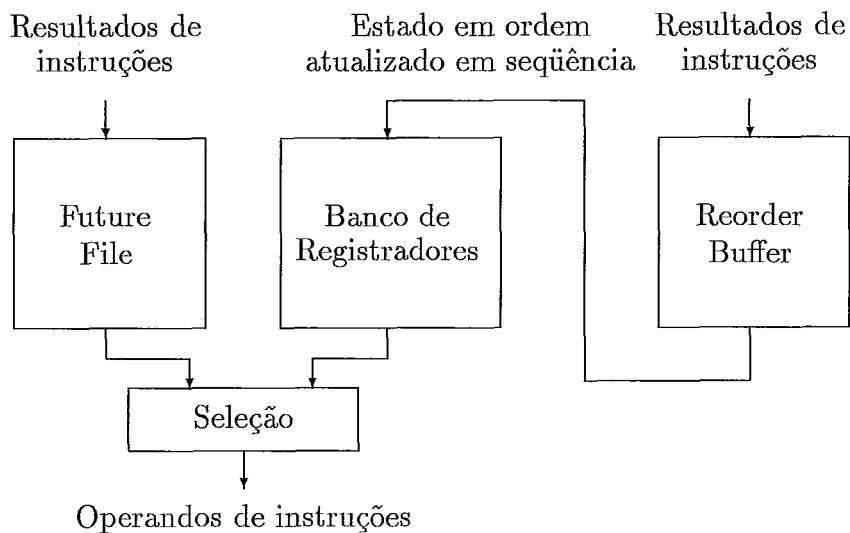 Resultados de
instruções
Estado em ordem
atualizado em seqüência
Resultados de
instruções
Future
File
Banco de
Registradores
Reorder
Buffer
Seleção
Operandos de instruções